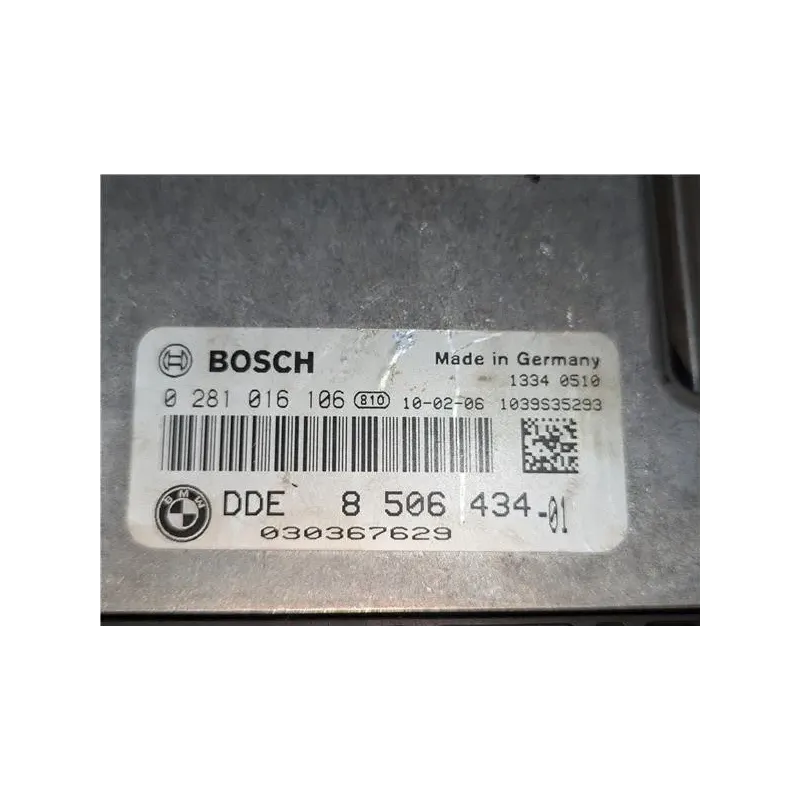 BOSCH Made in Germany
1334 0510
0 281 016 106 810 10-02-06 1039S35293
BMW DDE 8 506 434-01
030367629